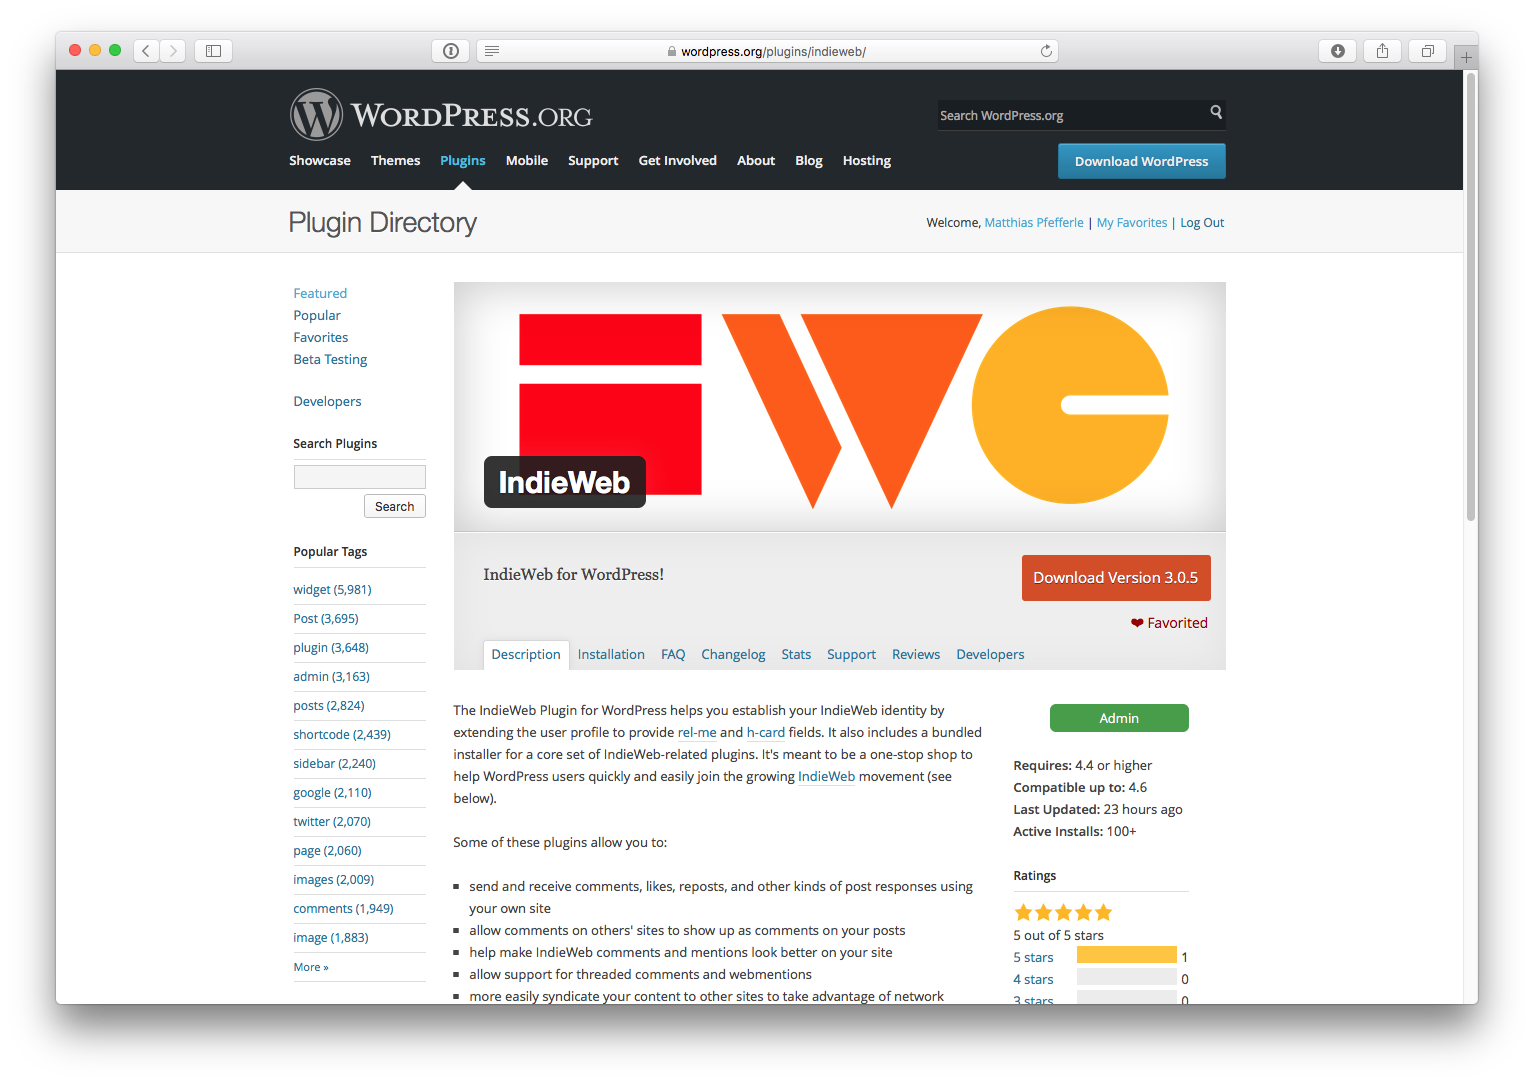 wordpress.org/plugins/indieweb/
WORDPRESS.ORG
Search WordPress.org
Showcase Themes Plugins Mobile Support Get Involved About Blog Hosting
Download WordPress
Plugin Directory
Welcome, Matthias Pfefferle | My Favorites | Log Out
Featured
Popular
Favorites
Beta Testing
Developers
Search Plugins
Search
Popular Tags
widget (5,981)
Post (3,695)
plugin (3,648)
admin (3,163)
posts (2,824)
shortcode (2,439)
sidebar (2,240)
google (2,110)
twitter (2,070)
page (2,060)
images (2,009)
comments (1,949)
image (1,883)
More »
IWC
IndieWeb
IndieWeb for WordPress!
Download Version 3.0.5
❤ Favorited
Description Installation FAQ Changelog Stats Support Reviews Developers
The IndieWeb Plugin for WordPress helps you establish your IndieWeb identity by
extending the user profile to provide rel-me and h-card fields. It also includes a bundled
installer for a core set of IndieWeb-related plugins. It's meant to be a one-stop shop to
help WordPress users quickly and easily join the growing IndieWeb movement (see
below).
Some of these plugins allow you to:
▪ send and receive comments, likes, reposts, and other kinds of post responses using
your own site
▪ allow comments on others' sites to show up as comments on your posts
▪ help make IndieWeb comments and mentions look better on your site
▪ allow support for threaded comments and webmentions
▪ more easily syndicate your content to other sites to take advantage of network
Admin
Requires: 4.4 or higher
Compatible up to: 4.6
Last Updated: 23 hours ago
Active Installs: 100+
Ratings
5 out of 5 stars
5 stars 1
4 stars 0
3 stars 0